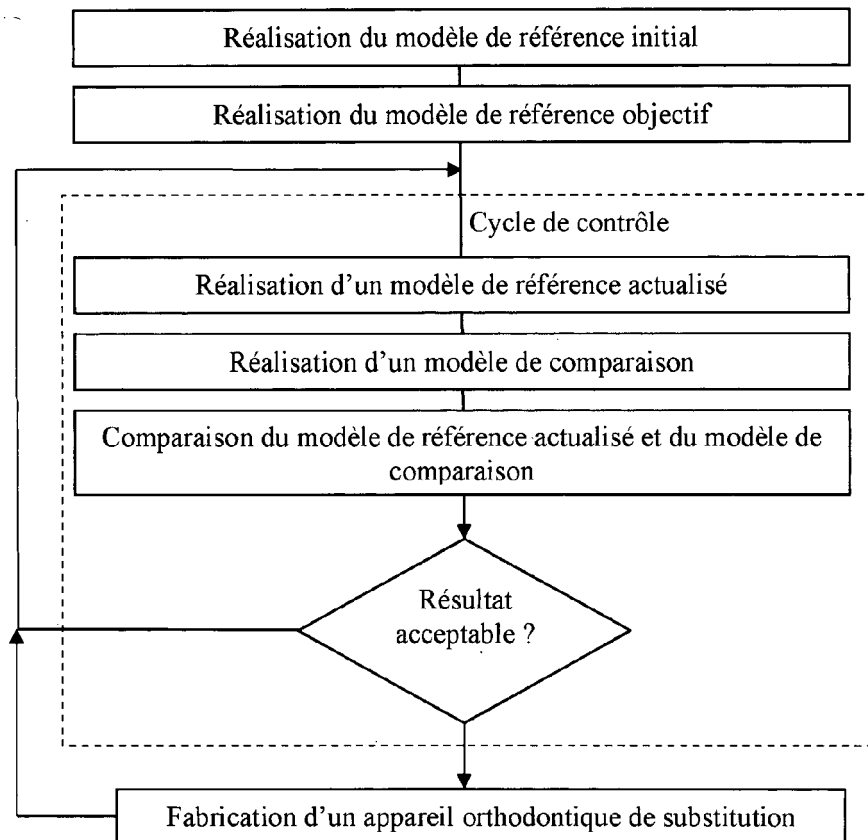 Réalisation du modèle de référence initial
Réalisation du modèle de référence objectif
Cycle de contrôle
Réalisation d'un modèle de référence actualisé
Réalisation d'un modèle de comparaison
Comparaison du modèle de référence actualisé et du modèle de
comparaison
Résultat
acceptable ?
Fabrication d'un appareil orthodontique de substitution